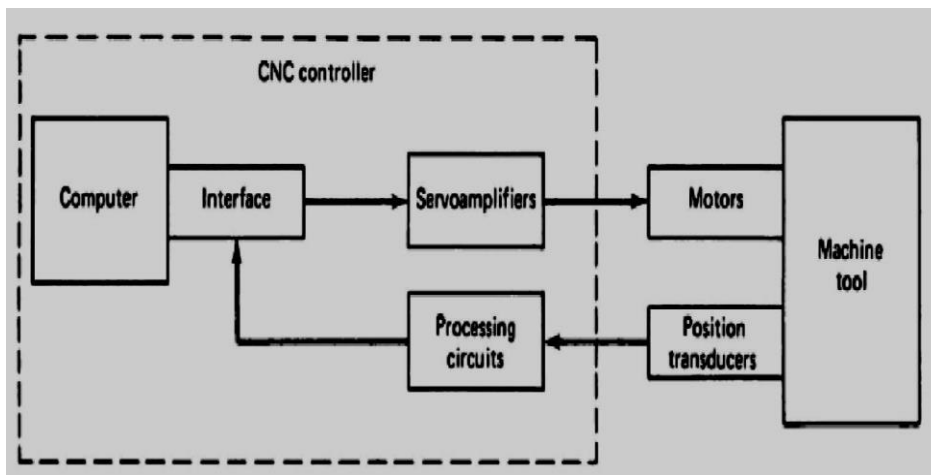 CNC controller
Computer
Interface
Servoamplifiers
Motors
Machine
tool
Processing
circuits
Position
transducers